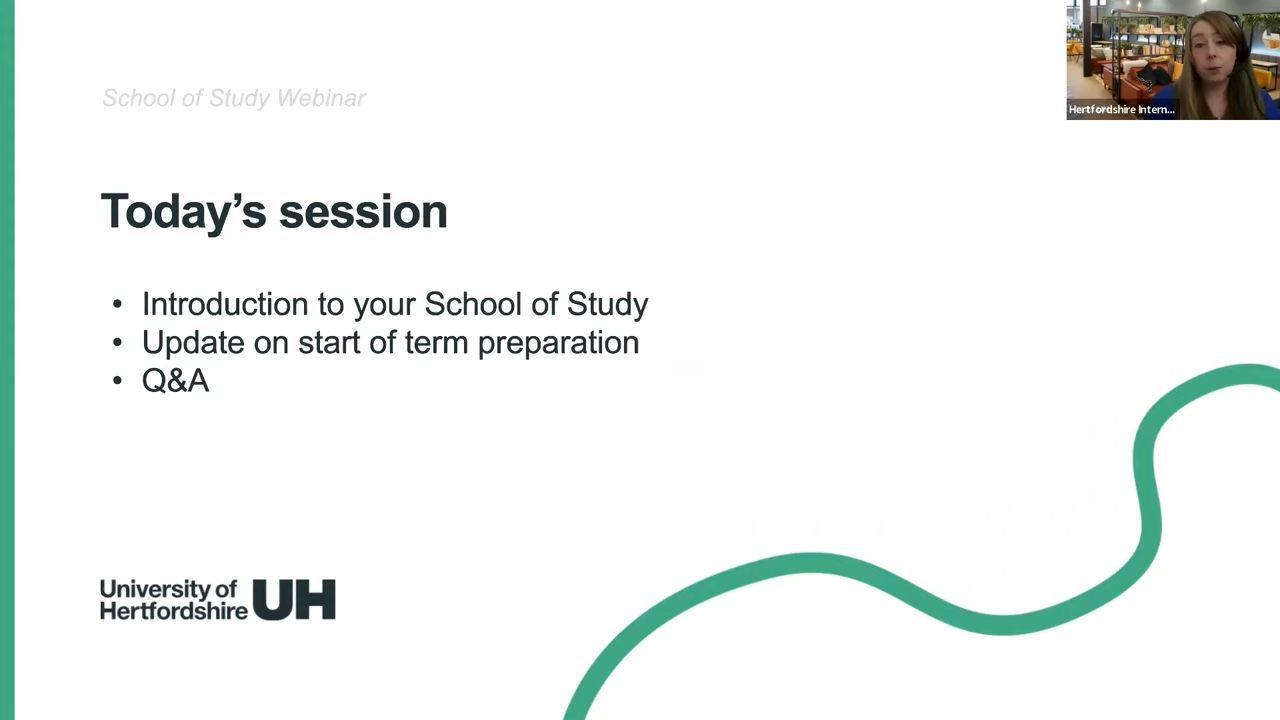 School of Study Webinar
Hertfordshire Intern...
Today’s session
• Introduction to your School of Study
• Update on start of term preparation
• Q&A
University of
Hertfordshire UH